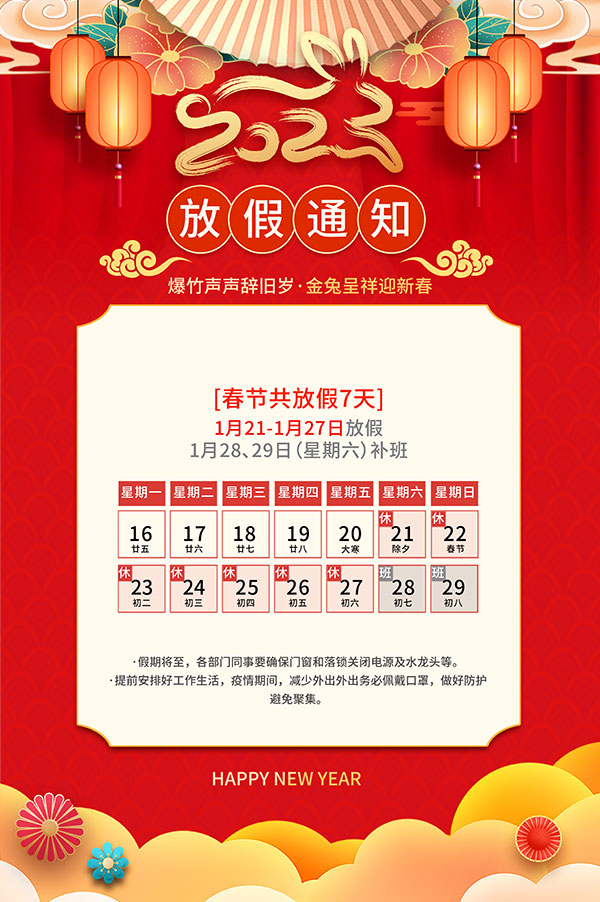 2023
放假通知
爆竹声声辞旧岁·金兔呈祥迎新春
[春节共放假7天]
1月21-1月27日放假
1月28、29日(星期六)补班
星期一 星期二 星期三 星期四 星期五 星期六 星期日
休 休
16 17 18 19 20 21 22
廿五 廿六 廿七 廿八 大寒 除夕 春节
休 休 休 休 休 班 班
23 24 25 26 27 28 29
初二 初三 初四 初五 初六 初七 初八
·假期将至，各部门同事要确保门窗和落锁关闭电源及水龙头等。
·提前安排好工作生活，疫情期间，减少外出外出务必佩戴口罩，做好防护
避免聚集。
HAPPY NEW YEAR